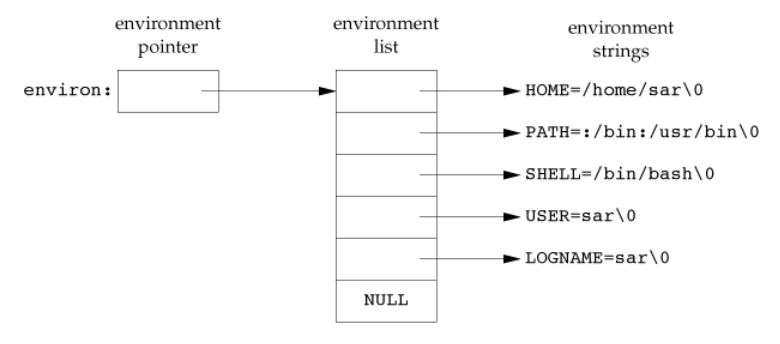 environment
pointer
environment
list
environment
strings
environ:
HOME=/home/sar\0
PATH=:/bin:/usr/bin\0
SHELL=/bin/bash\0
USER=sar\0
LOGNAME=sar\0
NULL